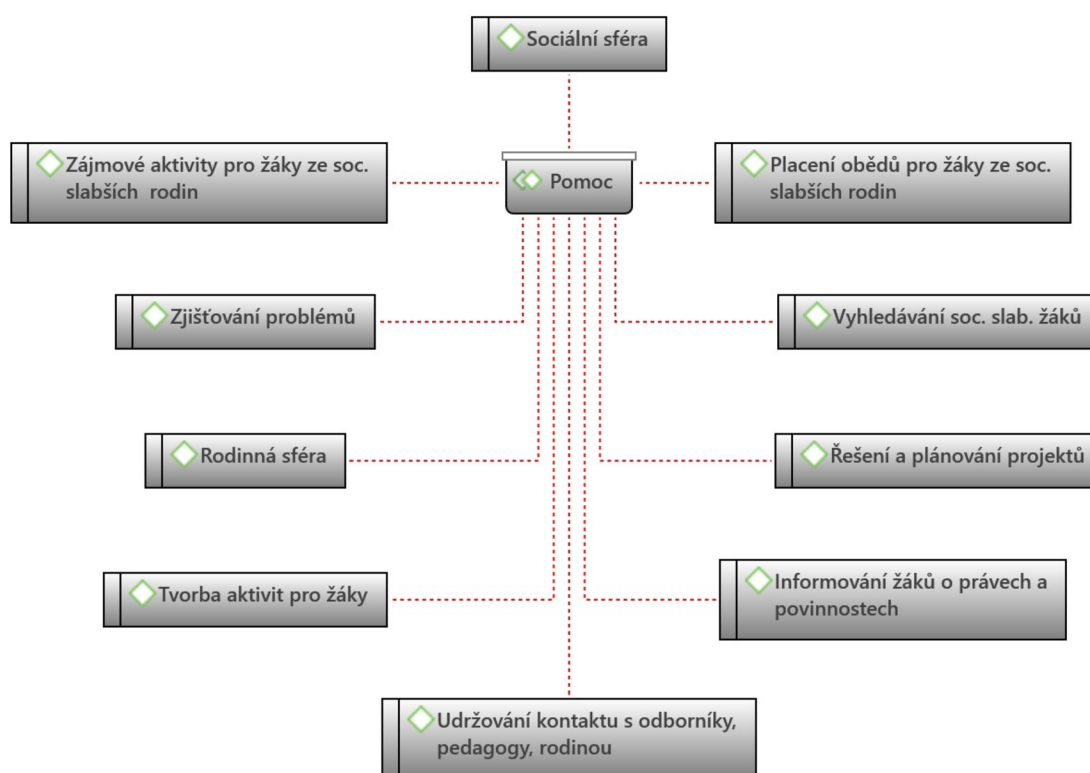 Sociální sféra
Zájmové aktivity pro žáky ze soc.
slabších rodin
Pomoc
Placení obědů pro žáky ze soc.
slabších rodin
Zjišťování problémů
Vyhledávání soc. slab. žáků
Rodinná sféra
Řešení a plánování projektů
Tvorba aktivit pro žáky
Informování žáků o právech a
povinnostech
Udržování kontaktu s odborníky,
pedagogy, rodinou